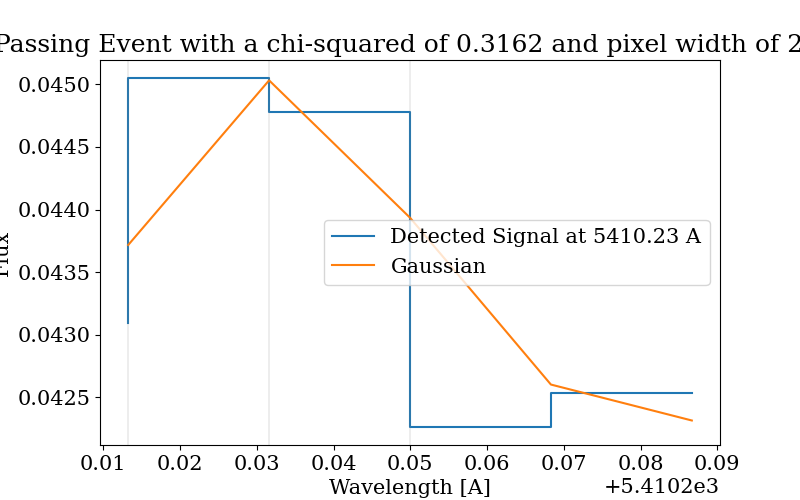 Passing Event with a chi-squared of 0.3162 and pixel width of 2
Flux
0.0450
0.0445
0.0440
0.0435
0.0430
0.0425
Detected Signal at 5410.23 A
Gaussian
0.01 0.02 0.03 0.04 0.05 0.06 0.07 0.08 0.09
Wavelength [A]
+5.4102e3